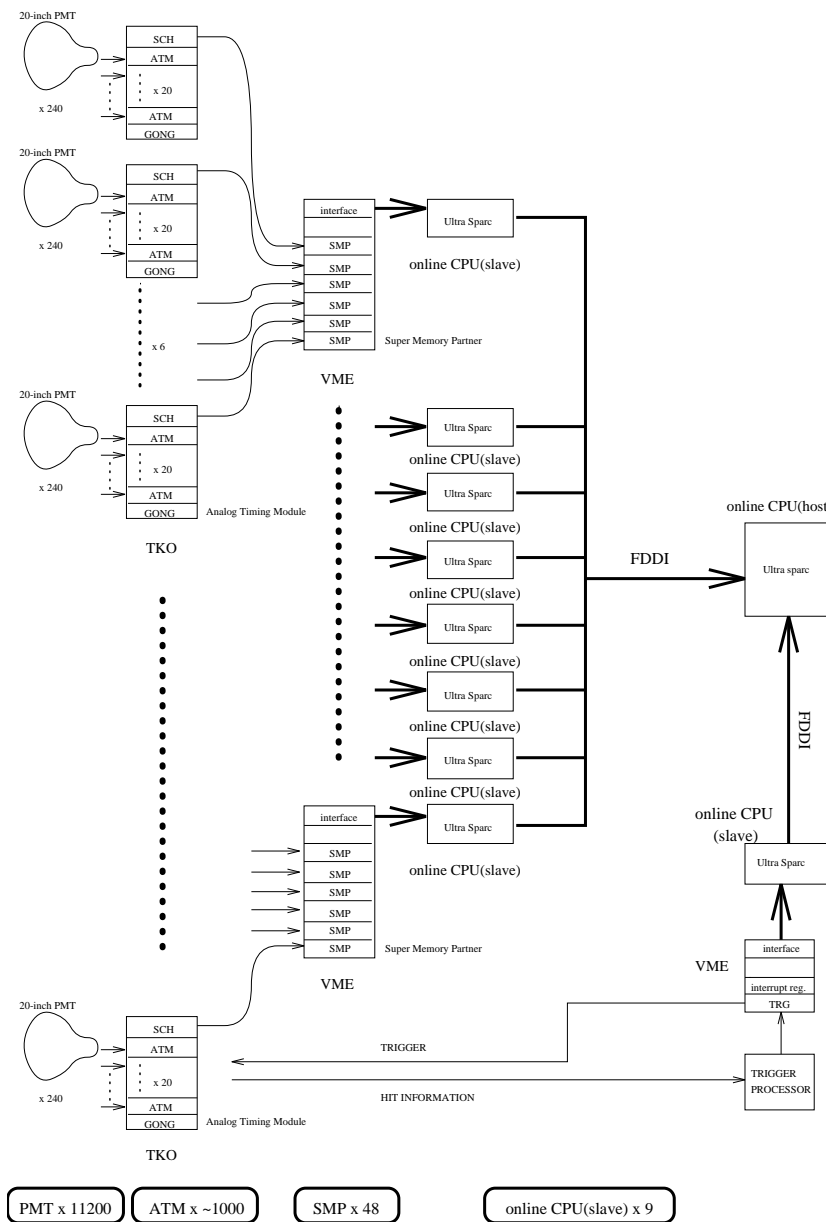 20-inch PMT
SCH
ATM
x 20
x 240
ATM
GONG
20-inch PMT
SCH
ATM
x 20
x 240
ATM
GONG
x 6
interface
SMP
SMP
SMP
SMP
SMP
SMP
Super Memory Partner
VME
Ultra Sparc
online CPU(slave)
20-inch PMT
SCH
ATM
x 20
x 240
ATM
GONG
Analog Timing Module
TKO
Ultra Sparc
online CPU(slave)
Ultra Sparc
online CPU(slave)
Ultra Sparc
online CPU(slave)
Ultra Sparc
online CPU(slave)
Ultra Sparc
online CPU(slave)
Ultra Sparc
online CPU(slave)
Ultra Sparc
online CPU(slave)
FDDI
online CPU(host
Ultra sparc
FDDI
online CPU
(slave)
Ultra Sparc
interface
SMP
SMP
SMP
SMP
SMP
SMP
Super Memory Partner
VME
VME
interface
interrupt reg.
TRG
TRIGGER
PROCESSOR
TRIGGER
HIT INFORMATION
20-inch PMT
SCH
ATM
x 20
x 240
ATM
GONG
Analog Timing Module
TKO
PMT x 11200
ATM x ~1000
SMP x 48
online CPU(slave) x 9